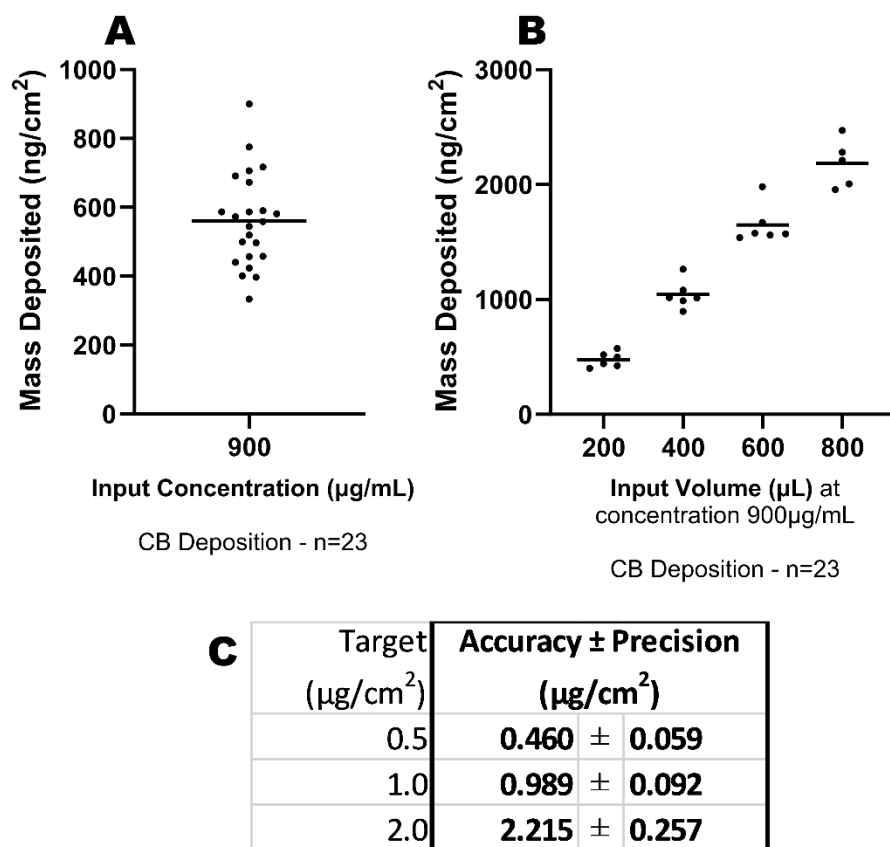 A
Mass Deposited (ng/cm²)
1000
800
600
400
200
0
900
Input Concentration (µg/mL)
CB Deposition - n=23
B
Mass Deposited (ng/cm²)
3000
2000
1000
0
200 400 600 800
Input Volume (µL) at
concentration 900µg/mL
CB Deposition - n=23
C
Target Accuracy ± Precision
(µg/cm²) (µg/cm²)
0.5 0.460 ± 0.059
1.0 0.989 ± 0.092
2.0 2.215 ± 0.257